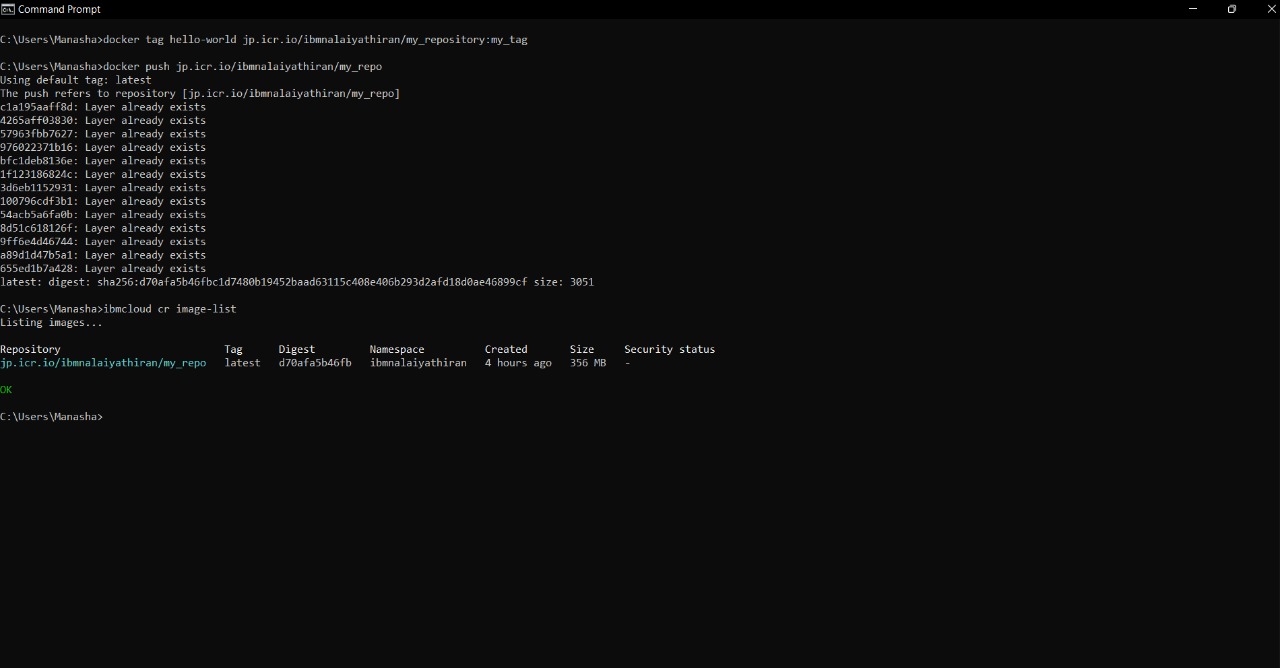 Command Prompt
C:\Users\Manasha>docker tag hello-world jp.icr.io/ibmnalaiyathiran/my_repository:my_tag
C:\Users\Manasha>docker push jp.icr.io/ibmnalaiyathiran/my_repo
Using default tag: latest
The push refers to repository [jp.icr.io/ibmnalaiyathiran/my_repo]
c1a195aaff8d: Layer already exists
4265aff03830: Layer already exists
57963fbb7627: Layer already exists
976022371b16: Layer already exists
bfc1deb8136e: Layer already exists
1f123186824c: Layer already exists
3d6eb1152931: Layer already exists
100796cdf3b1: Layer already exists
54acb5a6fa0b: Layer already exists
8d51c618126f: Layer already exists
9ff6e4d46744: Layer already exists
a89d1d47b5a1: Layer already exists
655ed1b7a428: Layer already exists
latest: digest: sha256:d70afa5b46fbc1d7480b19452baad63115c408e406b293d2afd18d0ae46899cf size: 3051
C:\Users\Manasha>ibmcloud cr image-list
Listing images...
Repository Tag Digest Namespace Created Size Security status
jp.icr.io/ibmnalaiyathiran/my_repo latest d70afa5b46fb ibmnalaiyathiran 4 hours ago 356 MB -
OK
C:\Users\Manasha>